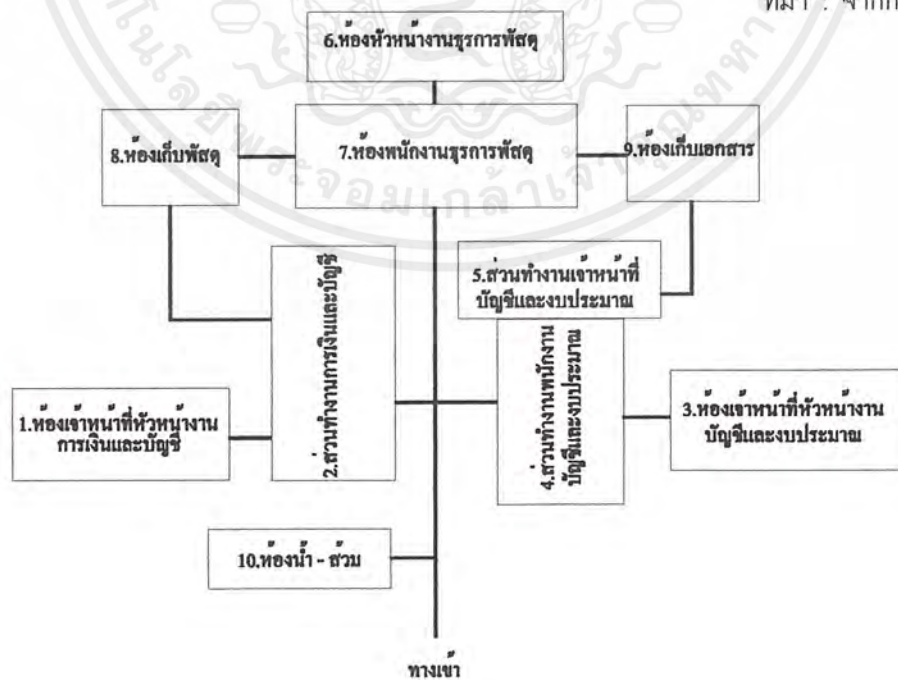 ที่มา : จากก
6.ห้องหัวหน้างานธุรการพัสดุ
8.ห้องเก็บพัสดุ
7.ห้องพนักงานธุรการพัสดุ
9.ห้องเก็บเอกสาร
5.ส่วนทำงานเจ้าหน้าที่
บัญชีและงบประมาณ
2.ส่วนทำงานการเงินและบัญชี
4.ส่วนทำงานพนักงาน
บัญชีและงบประมาณ
1.ห้องเจ้าหน้าที่หัวหน้างาน
การเงินและบัญชี
3.ห้องเจ้าหน้าที่หัวหน้างาน
บัญชีและงบประมาณ
10.ห้องน้ำ - ส้วม
ทางเข้า